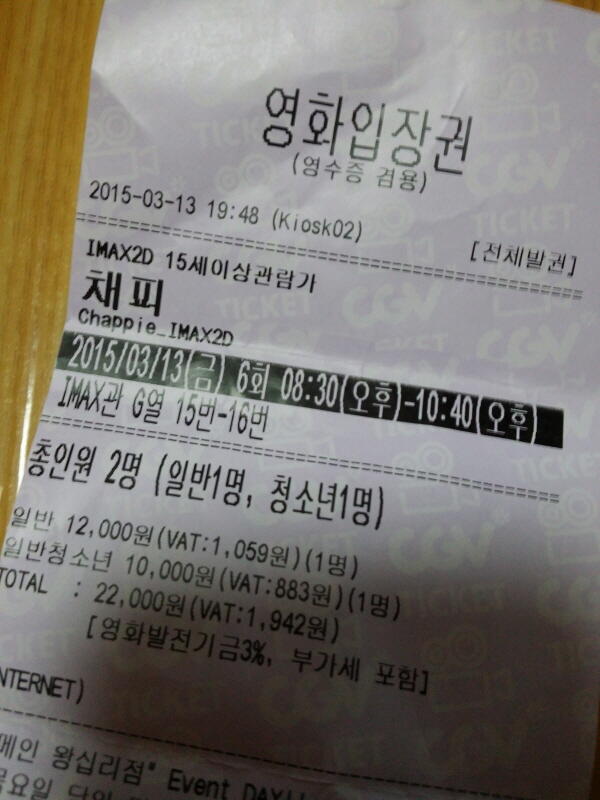 영화입장권
(영수증 겸용)
2015-03-13 19:48 (Kiosk02)
[전체발권]
IMAX2D 15세이상관람가
채피
Chappie_IMAX2D
2015/03/13(금) 6회 08:30(오후)-10:40(오후)
IMAX관 G열 15번-16번
총인원 2명 (일반1명, 청소년1명)
일반 12,000원(VAT:1,059원)(1명)
일반청소년 10,000원(VAT:883원)(1명)
TOTAL : 22,000원(VAT:1,942원)
[영화발전기금3%, 부가세 포함]
NTERNET)
메인 왕십리점" Event DAY!!